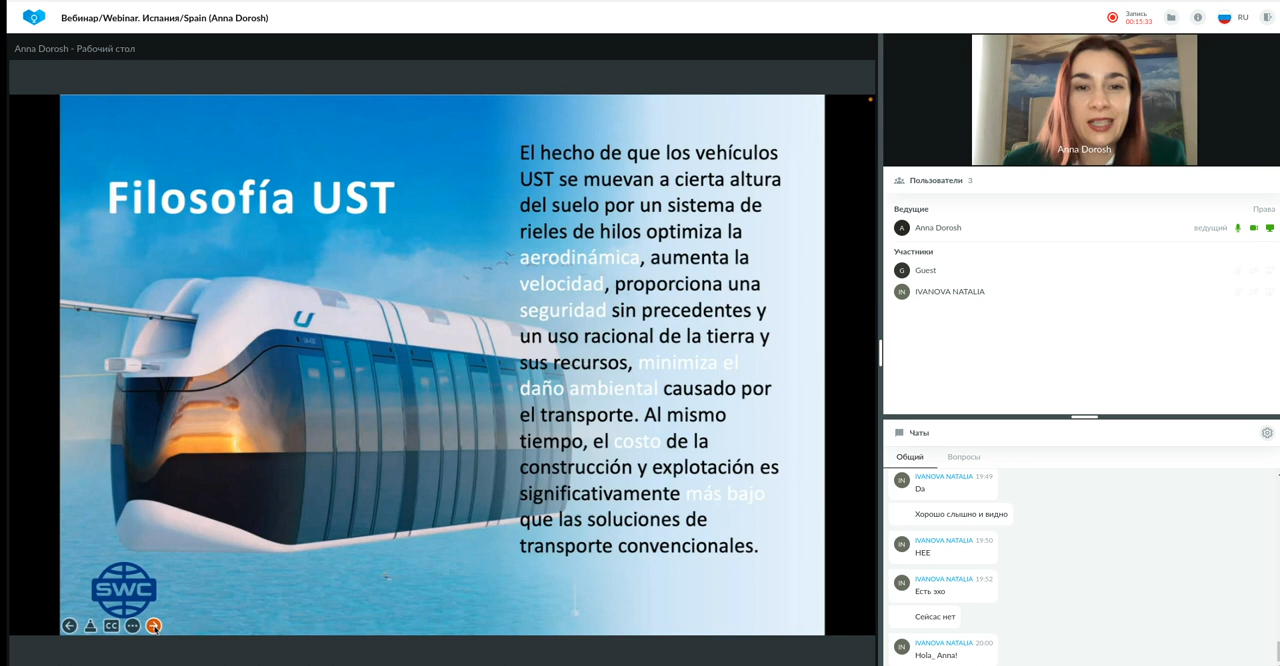 Вебинар/Webinar. Испания/Spain (Anna Dorosh)
Запись
00:15:33
RU
Anna Dorosh - Рабочий стол
Filosofía UST
El hecho de que los vehículos
UST se muevan a cierta altura
del suelo por un sistema de
rieles de hilos optimiza la
aerodinámica, aumenta la
velocidad, proporciona una
seguridad sin precedentes y
un uso racional de la tierra y
sus recursos, minimiza el
daño ambiental causado por
el transporte. Al mismo
tiempo, el costo de la
construcción y explotación es
significativamente más bajo
que las soluciones de
transporte convencionales.
SWC
CC
Anna Dorosh
Пользователи 3
Ведущие Права
A Anna Dorosh ведущий
Участники
G Guest
IN IVANOVA NATALIA
Чаты
Общий Вопросы
IN IVANOVA NATALIA 19:49
Da
Хорошо слышно и видно
IN IVANOVA NATALIA 19:50
HEE
IN IVANOVA NATALIA 19:52
Есть эхо
Сейсас нет
IN IVANOVA NATALIA 20:00
Hola_ Anna!